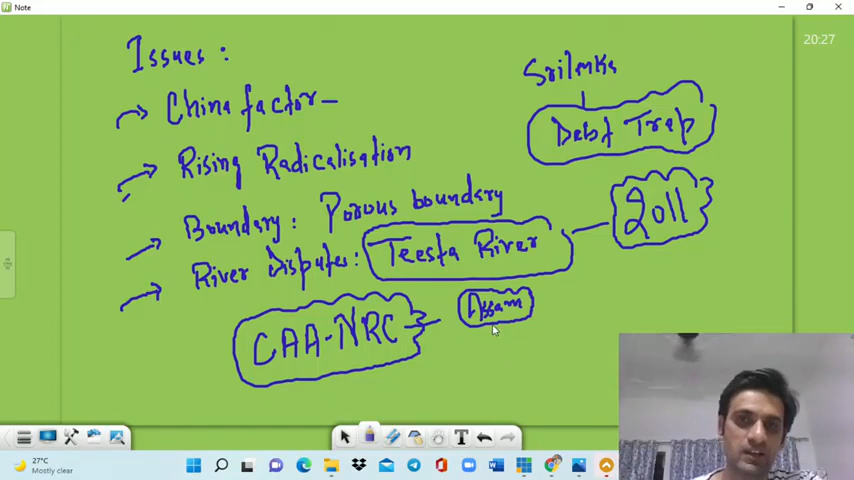 Note
20:27
Issues :
China factor -
Srilanka
Debt Trap
Rising Radicalisation
Boundary : Porous boundary
2011
River Disputes : Teesta River
CAA-NRC
Assam
27°C
Mostly clear